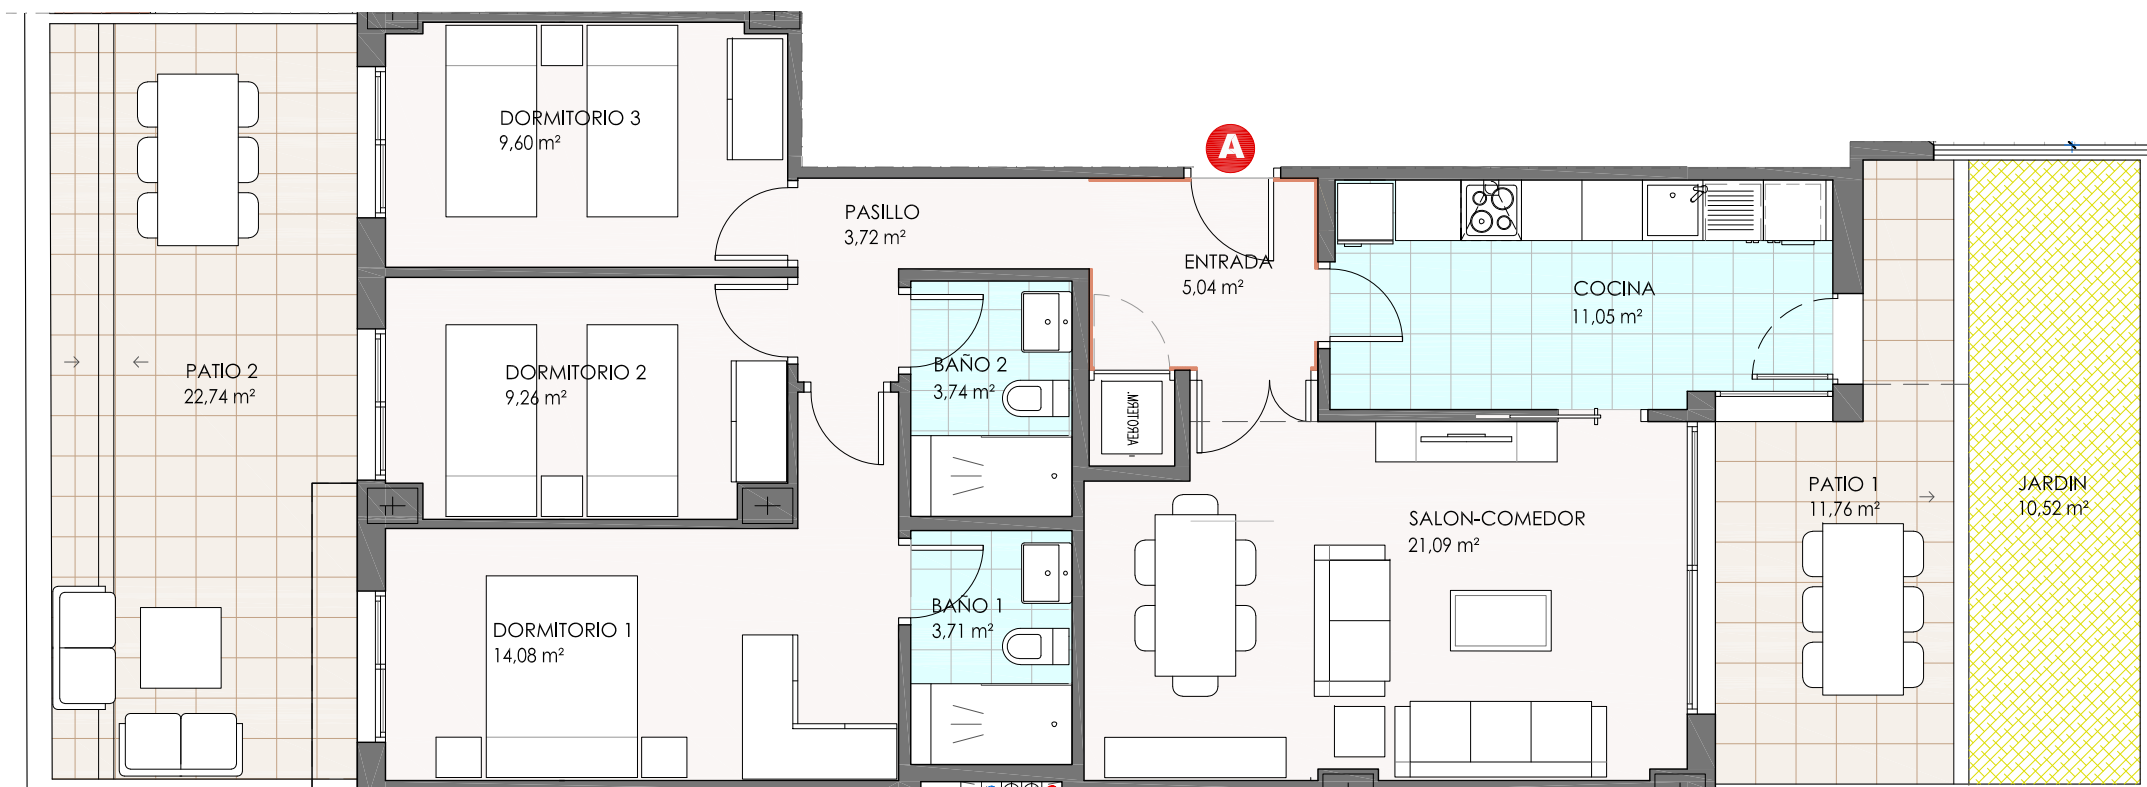 DORMITORIO 3
9,60 m²
A
PASILLO
3,72 m²
ENTRADA
5,04 m²
COCINA
11,05 m²
PATIO 2
22,74 m²
DORMITORIO 2
9,26 m²
BAÑO 2
3,74 m²
AEROTERM.
PATIO 1
11,76 m²
JARDIN
10,52 m²
SALON-COMEDOR
21,09 m²
DORMITORIO 1
14,08 m²
BAÑO 1
3,71 m²